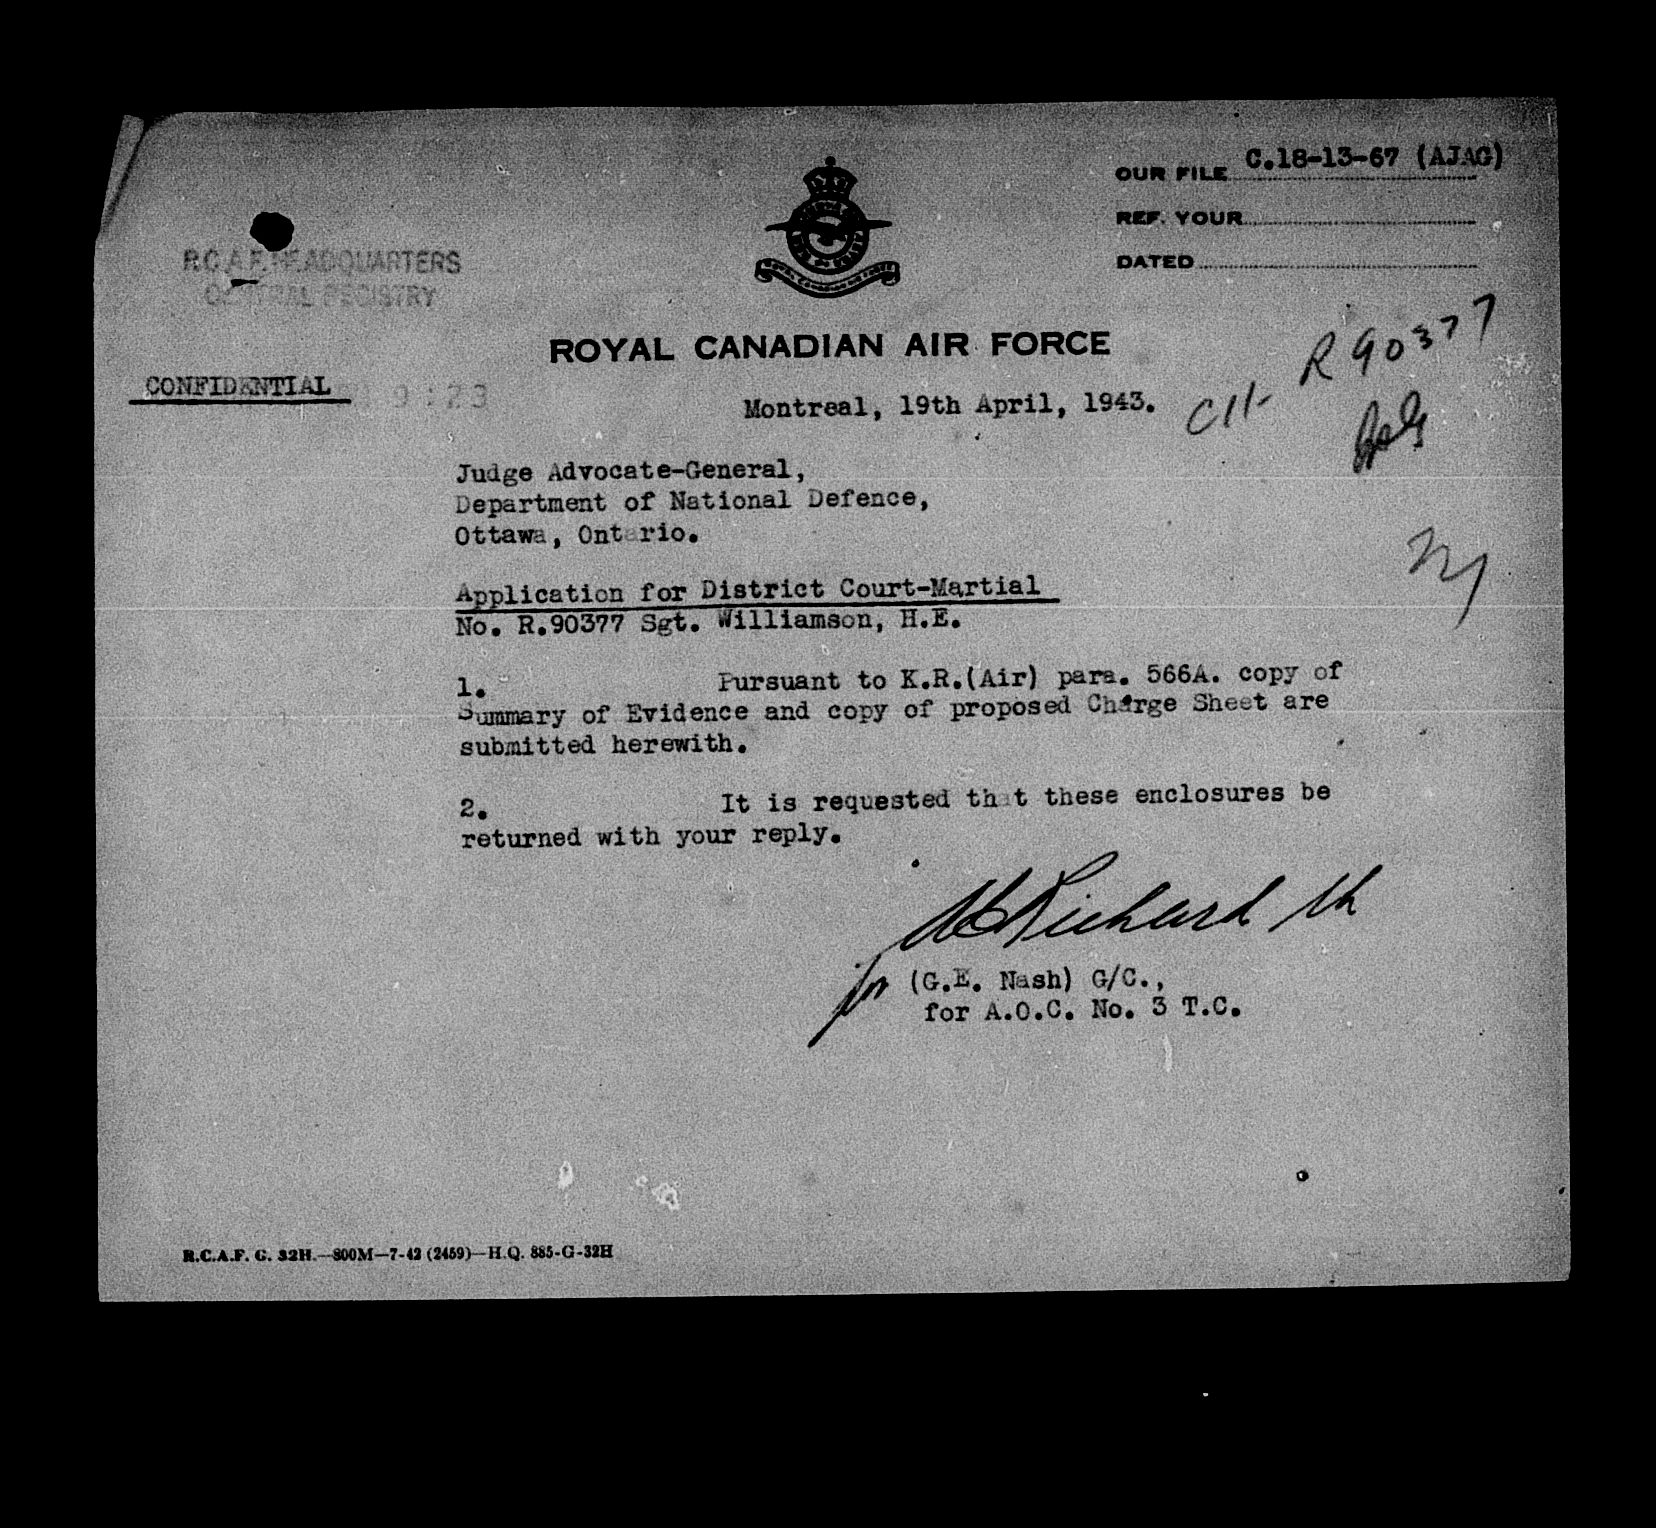 OUR FILE C.18-13-67 (AJAG)
REF. YOUR
DATED
R.C.A.F. HEADQUARTERS
CENTRAL REGISTRY
ROYAL CANADIAN AIR FORCE
R 90377
C11-
CONFIDENTIAL
Montreal, 19th April, 1943.
Judge Advocate-General,
Department of National Defence,
Ottawa, Ontario.
Application for District Court-Martial
No. R.90377 Sgt. Williamson, H.E.
1. Pursuant to K.R.(Air) para. 566A. copy of
Summary of Evidence and copy of proposed Charge Sheet are
submitted herewith.
2. It is requested that these enclosures be
returned with your reply.
Richard
for (G.E. Nash) G/C.,
for A.O.C. No. 3 T.C.
R.C.A.F. G. 32H.—800M—7-42 (2459)—H.Q. 885-G-32H